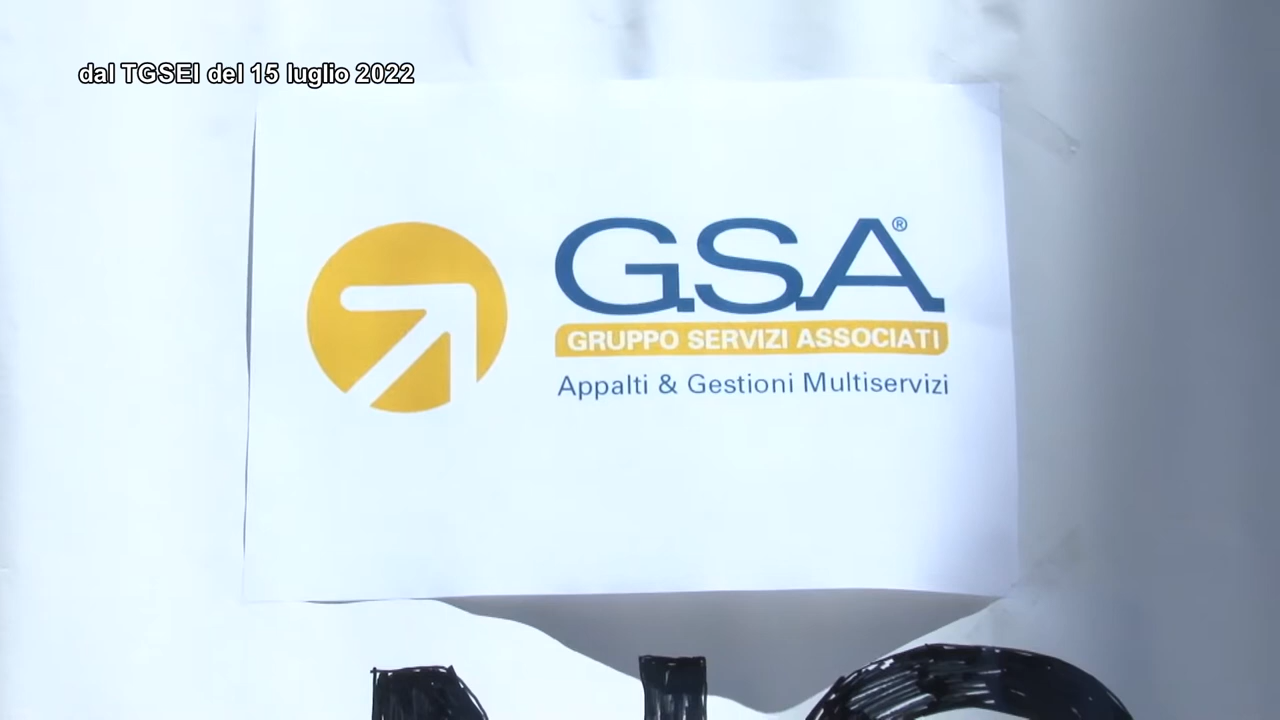 dal TGSEI del 15 luglio 2022
GSA®
GRUPPO SERVIZI ASSOCIATI
Appalti & Gestioni Multiservizi